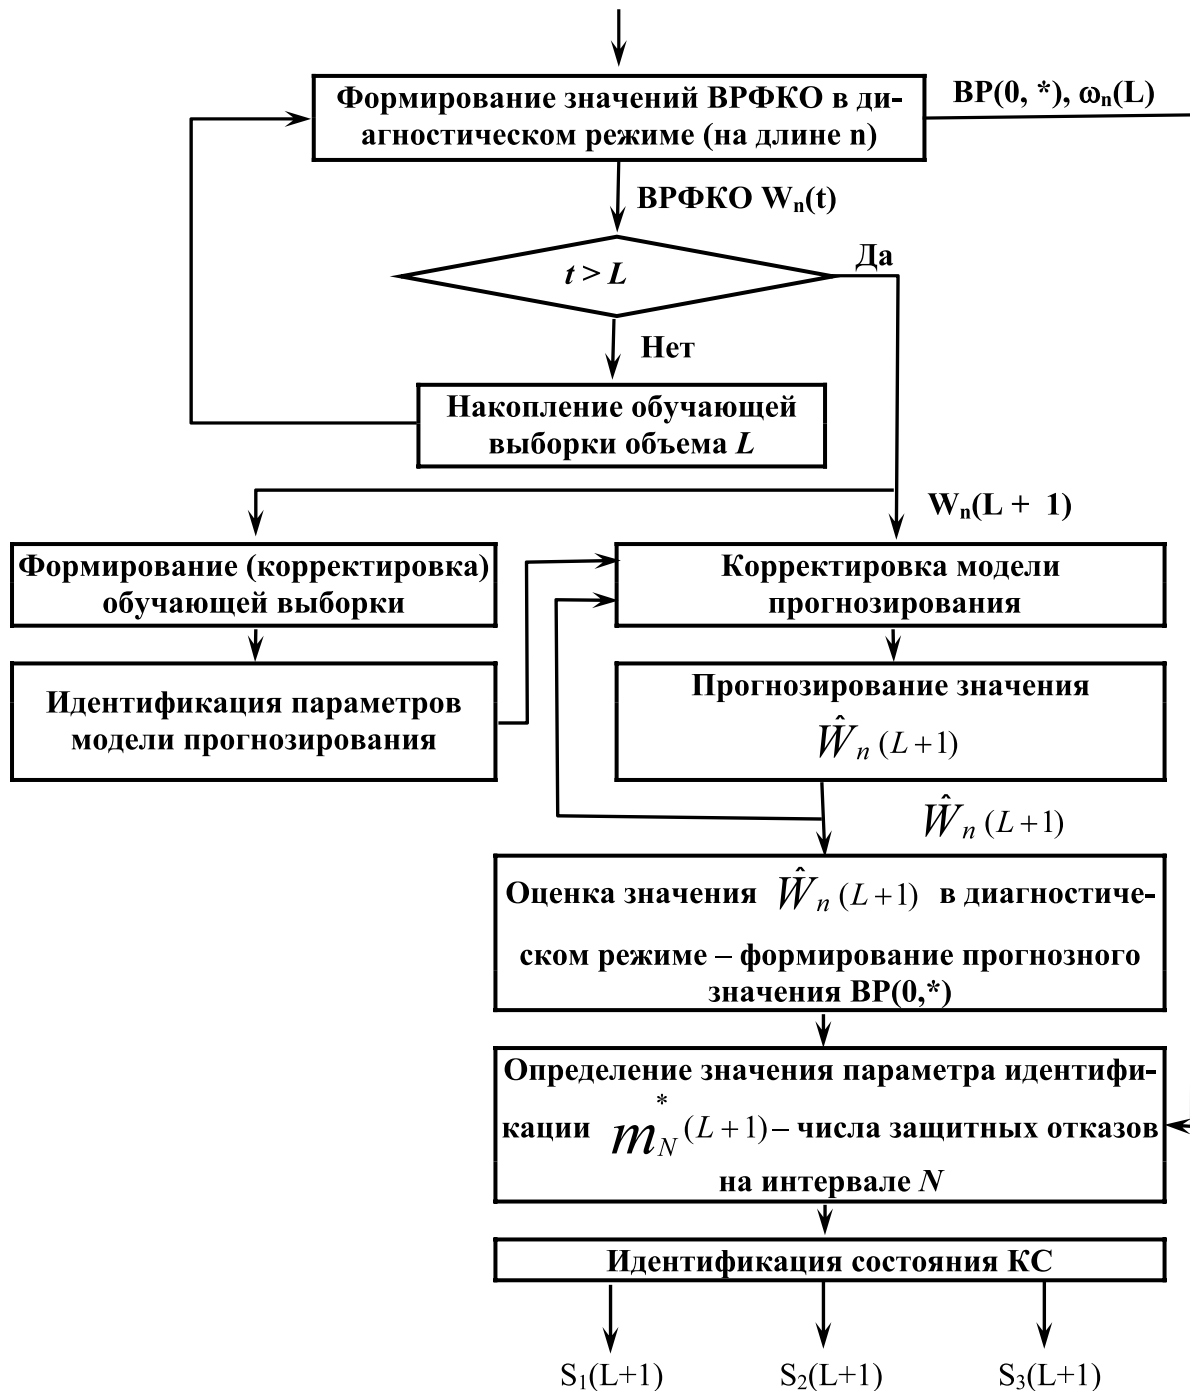 Формирование значений ВРФКО в ди-
агностическом режиме (на длине n)
ВР(0, *), ωₙ(L)
ВРФКО Wₙ(t)
t > L
Да
Нет
Накопление обучающей
выборки объема L
Wₙ(L + 1)
Формирование (корректировка)
обучающей выборки
Корректировка модели
прогнозирования
Идентификация параметров
модели прогнозирования
Прогнозирование значения
Ŵₙ (L+1)
Ŵₙ (L+1)
Оценка значения Ŵₙ (L+1) в диагностиче-
ском режиме – формирование прогнозного
значения ВР(0,*)
Определение значения параметра идентифи-
кации m*_N (L+1) – числа защитных отказов
на интервале N
Идентификация состояния КС
S₁(L+1)
S₂(L+1)
S₃(L+1)